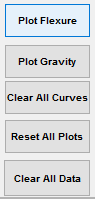 Plot Flexure
Plot Gravity
Clear All Curves
Reset All Plots
Clear All Data